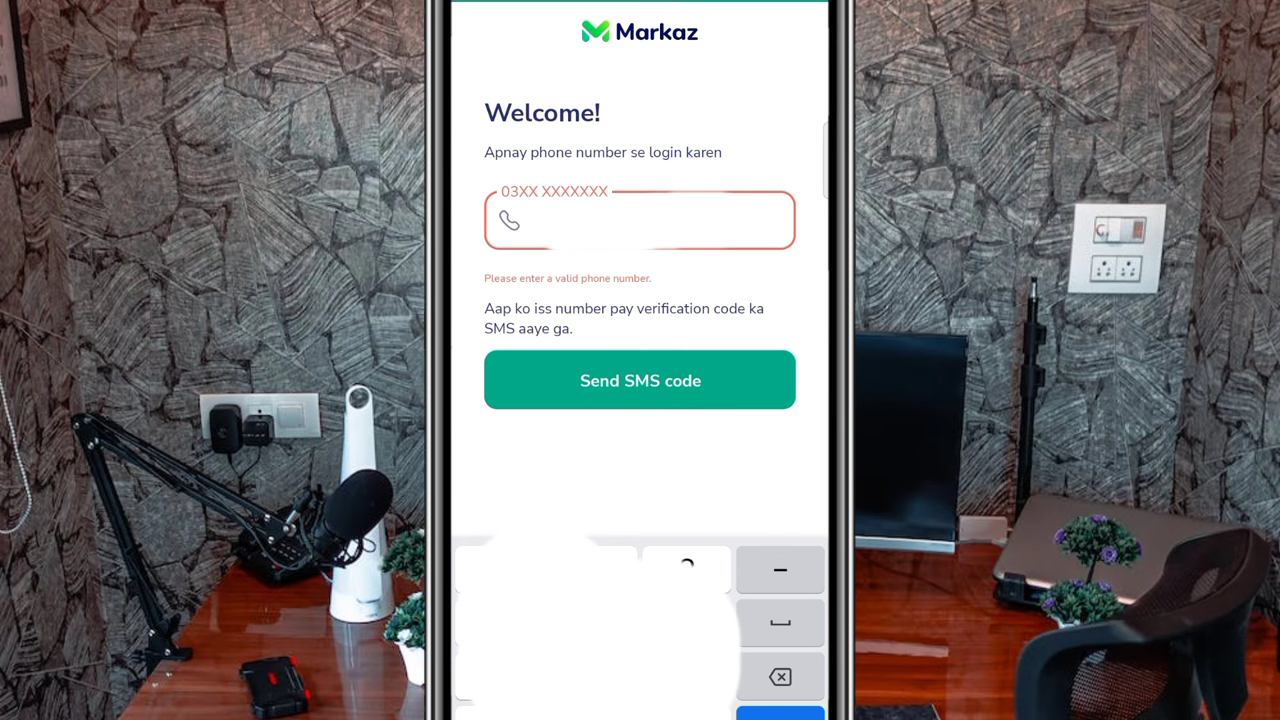 Markaz
Welcome!
Apnay phone number se login karen
03XX XXXXXXX
Please enter a valid phone number.
Aap ko iss number pay verification code ka
SMS aaye ga.
Send SMS code